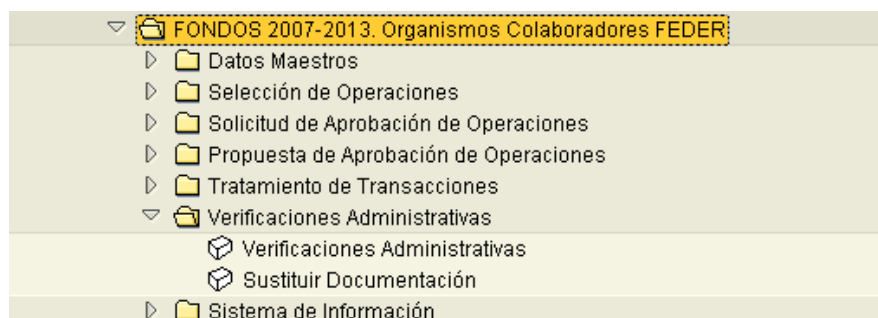 FONDOS 2007-2013. Organismos Colaboradores FEDER
Datos Maestros
Selección de Operaciones
Solicitud de Aprobación de Operaciones
Propuesta de Aprobación de Operaciones
Tratamiento de Transacciones
Verificaciones Administrativas
Verificaciones Administrativas
Sustituir Documentación
Sistema de Información